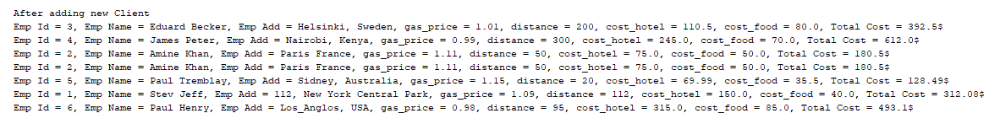 After adding new Client
Emp Id = 3, Emp Name = Eduard Becker, Emp Add = Helsinki, Sweden, gas_price = 1.01, distance = 200, cost_hotel = 110.5, cost_food = 80.0, Total Cost = 392.5$
Emp Id = 4, Emp Name = James Peter, Emp Add = Nairobi, Kenya, gas_price = 0.99, distance = 300, cost_hotel = 245.0, cost_food = 70.0, Total Cost = 612.0$
Emp Id = 2, Emp Name = Amine Khan, Emp Add = Paris France, gas_price = 1.11, distance = 50, cost_hotel = 75.0, cost_food = 50.0, Total Cost = 180.5$
Emp Id = 2, Emp Name = Amine Khan, Emp Add = Paris France, gas_price = 1.11, distance = 50, cost_hotel = 75.0, cost_food = 50.0, Total Cost = 180.5$
Emp Id = 5, Emp Name = Paul Tremblay, Emp Add = Sidney, Australia, gas_price = 1.15, distance = 20, cost_hotel = 69.99, cost_food = 35.5, Total Cost = 128.49$
Emp Id = 1, Emp Name = Stev Jeff, Emp Add = 112, New York Central Park, gas_price = 1.09, distance = 112, cost_hotel = 150.0, cost_food = 40.0, Total Cost = 312.08$
Emp Id = 6, Emp Name = Paul Henry, Emp Add = Los_Anglos, USA, gas_price = 0.98, distance = 95, cost_hotel = 315.0, cost_food = 85.0, Total Cost = 493.1$